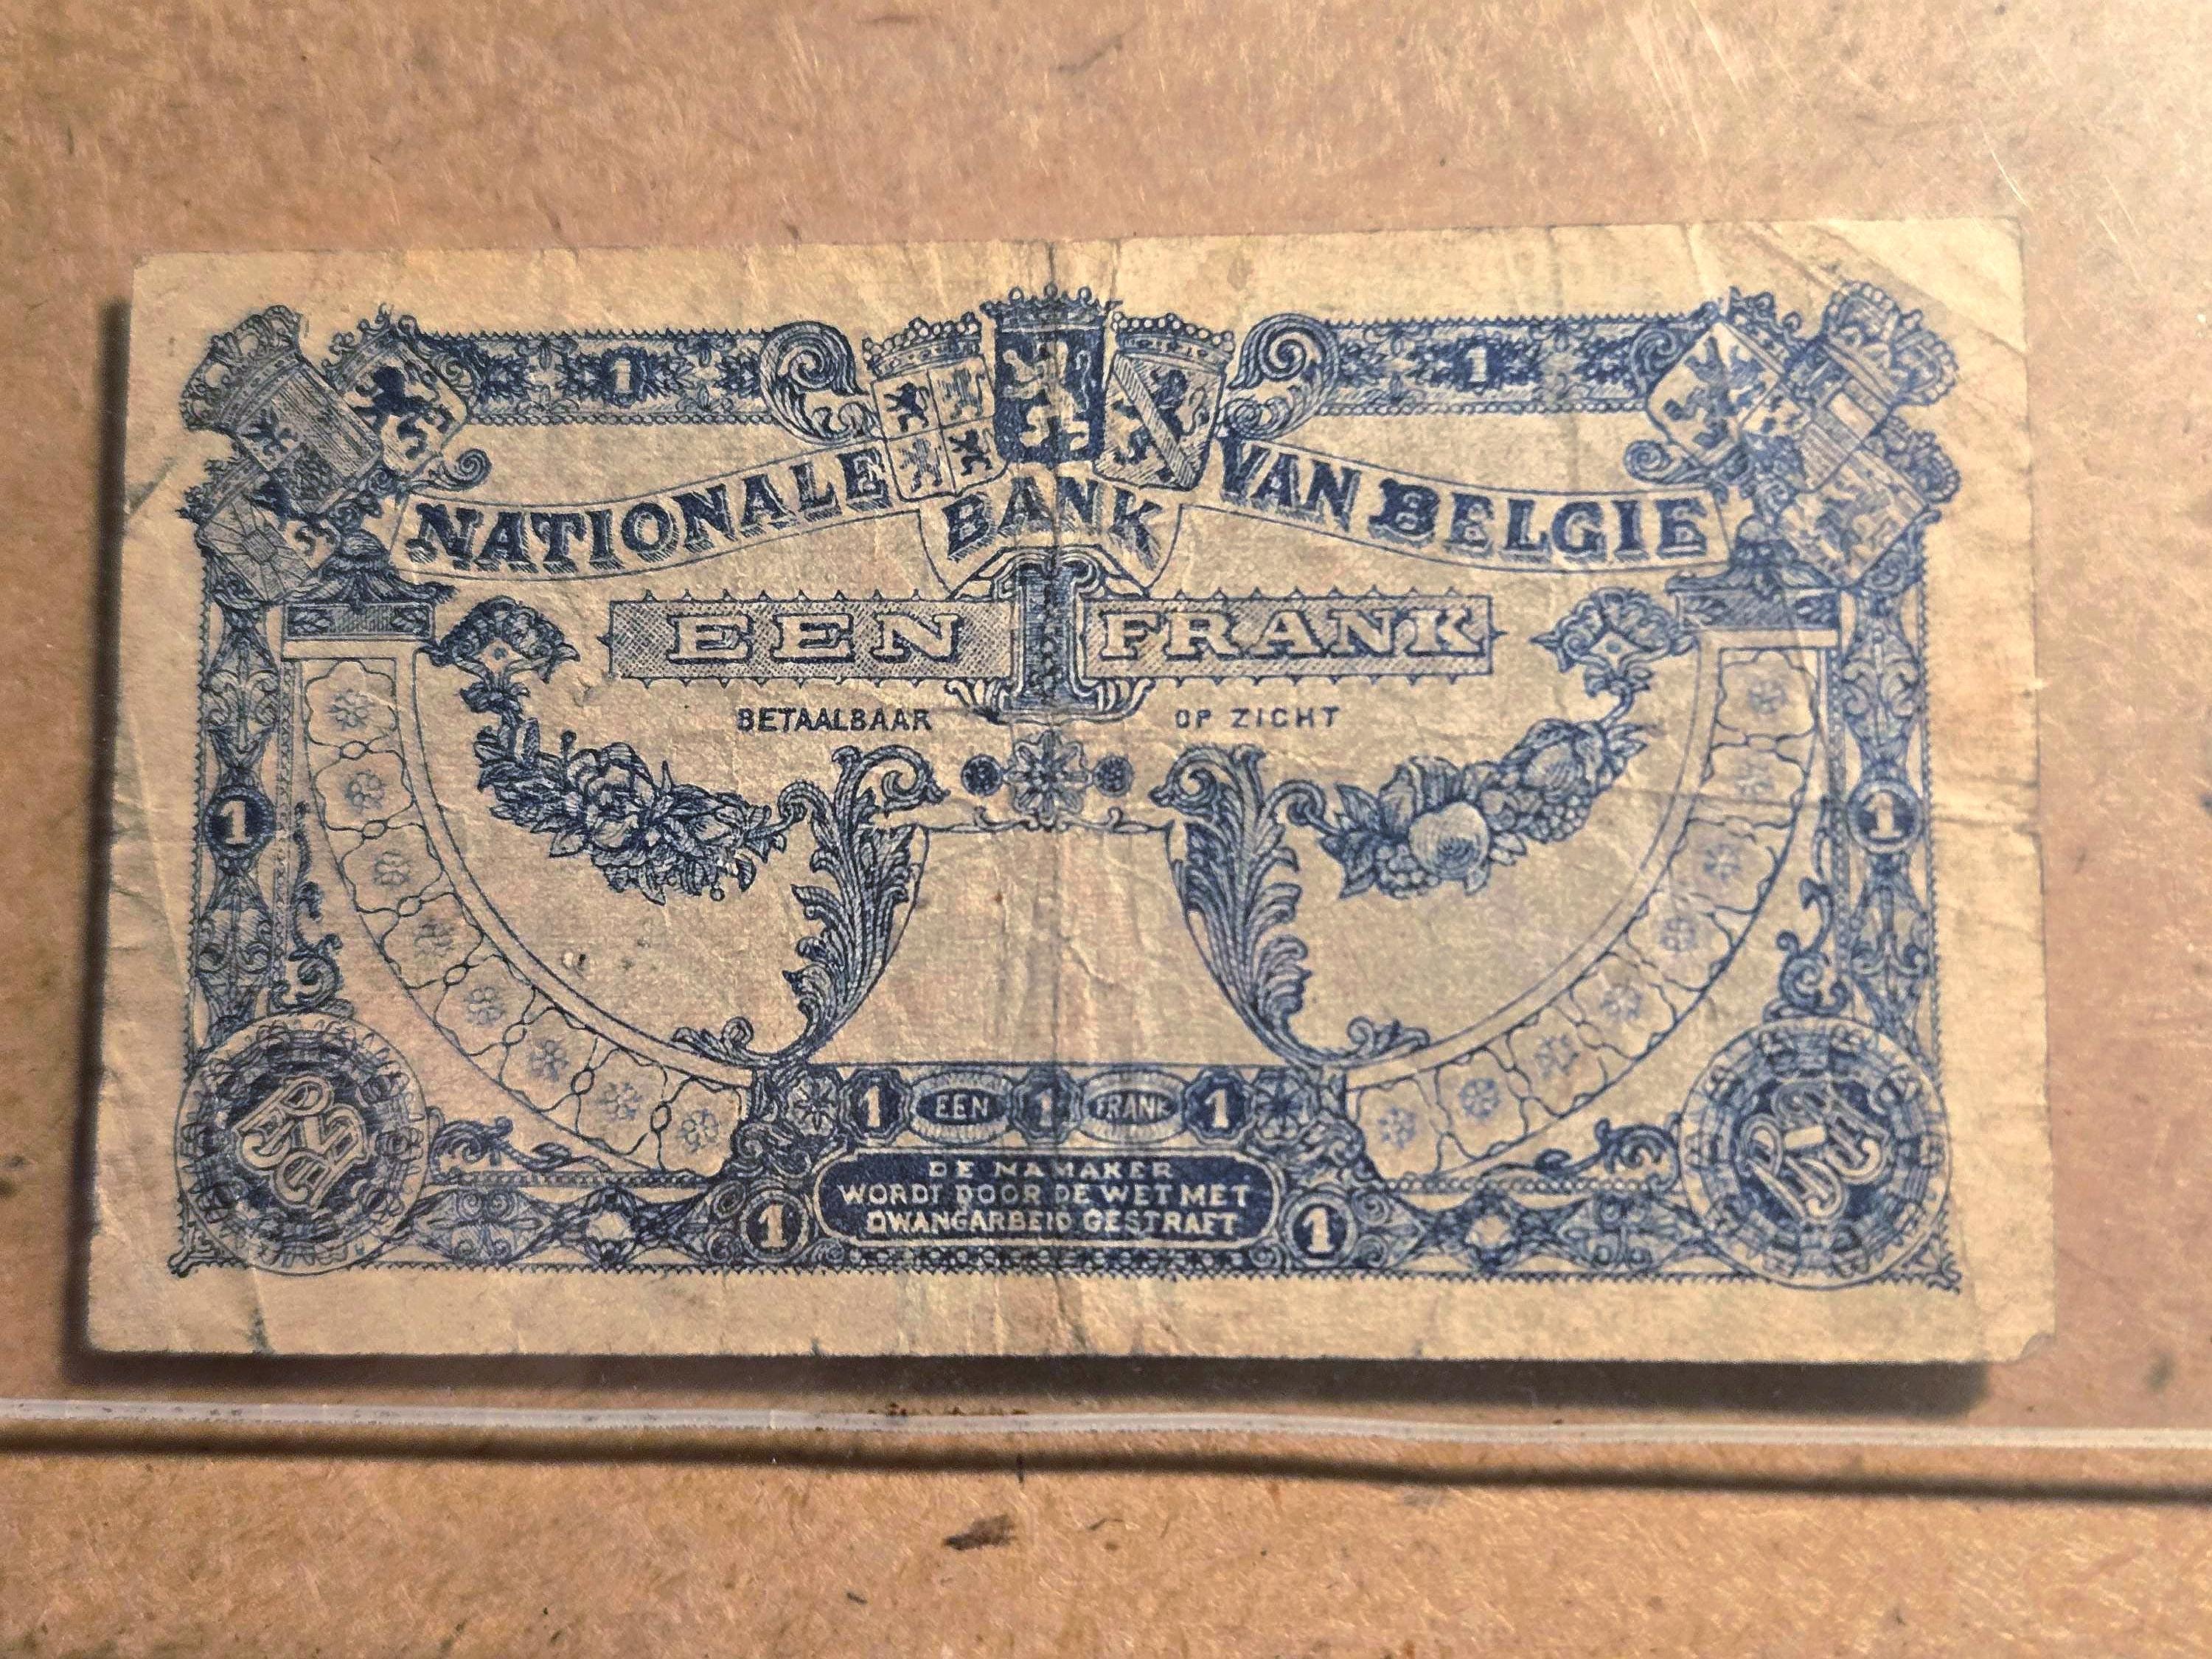 1 1
NATIONALE BANK VAN BELGIE
EEN 1 FRANK
BETAALBAAR OP ZICHT
1 1
1 EEN 1 FRANK 1
DE NAMAKER
1 WORDT DOOR DE WET MET 1
DWANGARBEID GESTRAFT